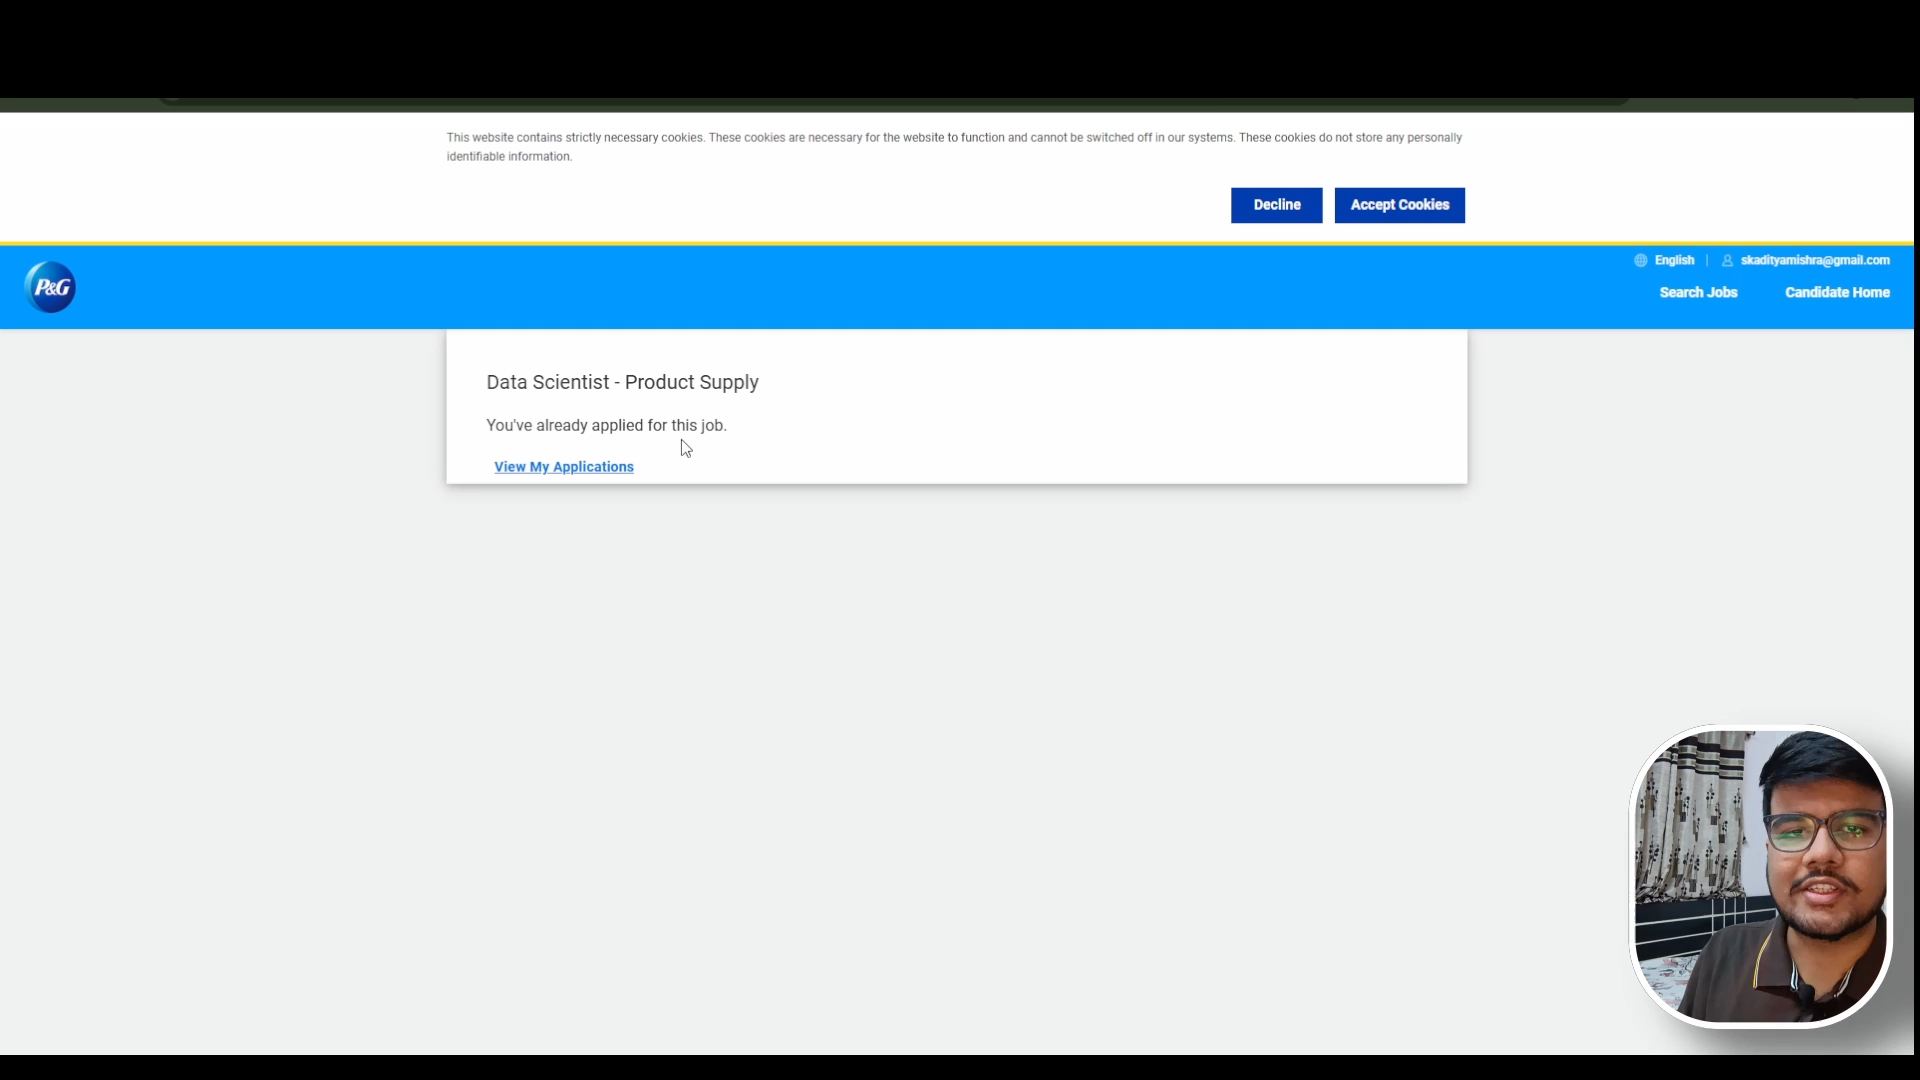 This website contains strictly necessary cookies. These cookies are necessary for the website to function and cannot be switched off in our systems. These cookies do not store any personally
identifiable information.
Decline
Accept Cookies
English
skadityamishra@gmail.com
P&G
Search Jobs
Candidate Home
Data Scientist - Product Supply
You've already applied for this job.
View My Applications